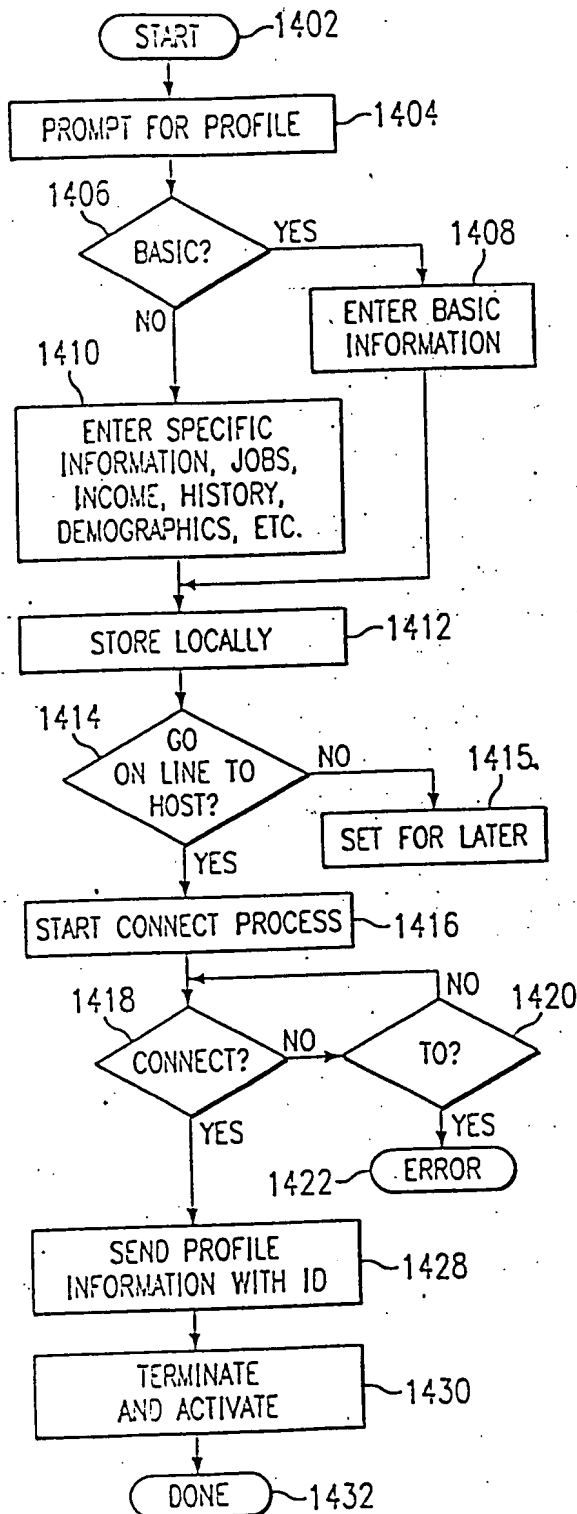 START
1402
PROMPT FOR PROFILE
1404
1406
BASIC?
YES
NO
1408
ENTER BASIC
INFORMATION
1410
ENTER SPECIFIC
INFORMATION, JOBS,
INCOME, HISTORY,
DEMOGRAPHICS, ETC.
STORE LOCALLY
1412
1414
GO
ON LINE TO
HOST?
NO
YES
1415
SET FOR LATER
START CONNECT PROCESS
1416
1418
CONNECT?
NO
YES
NO
1420
TO?
YES
1422
ERROR
SEND PROFILE
INFORMATION WITH ID
1428
TERMINATE
AND ACTIVATE
1430
DONE
1432